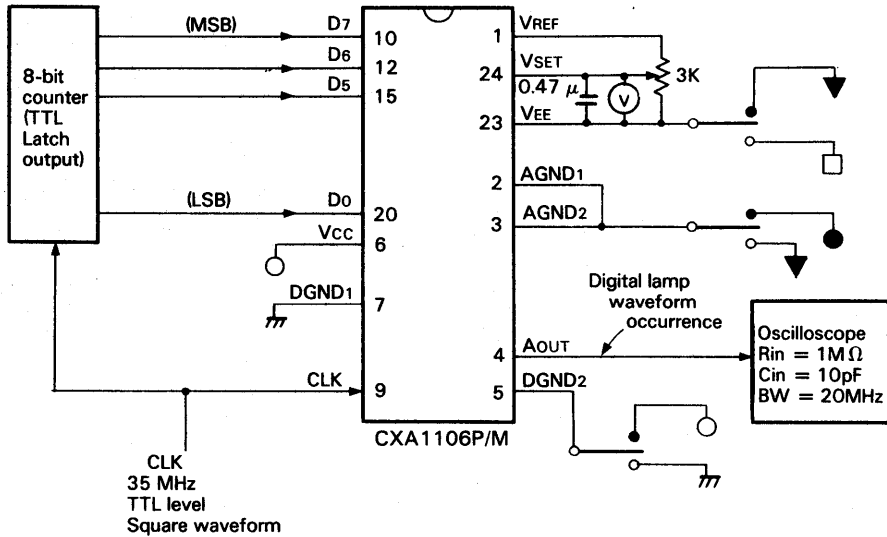 8-bit
counter
(TTL
Latch
output)
(MSB)
D7
10
D6
12
D5
15
(LSB)
D0
20
VCC
6
DGND1
7
CLK
9
CLK
35 MHz
TTL level
Square waveform
1
VREF
24
VSET
0.47 μ
V
3K
23
VEE
2
AGND1
3
AGND2
Digital lamp
waveform
occurrence
4
AOUT
5
DGND2
Oscilloscope
Rin = 1MΩ
Cin = 10pF
BW = 20MHz
CXA1106P/M